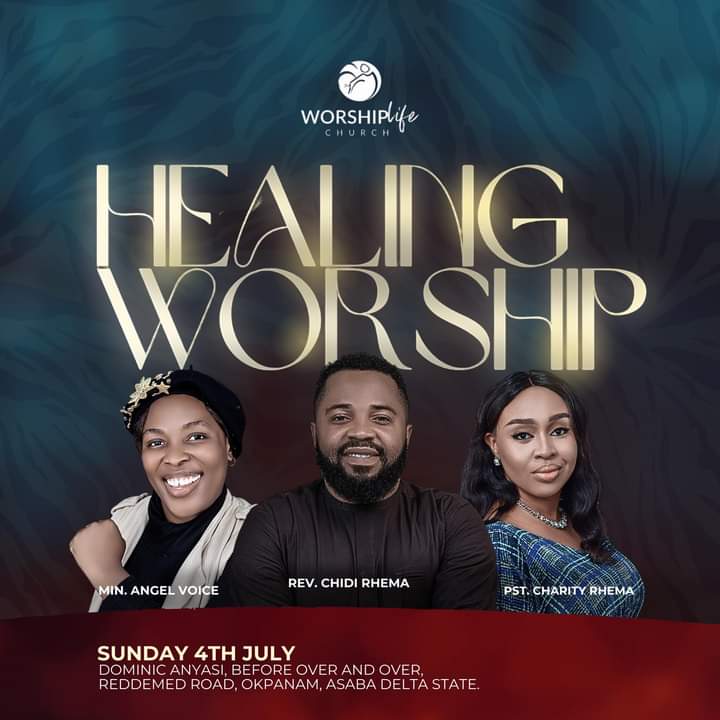 WORSHIPlife
CHURCH
HEALING
WORSHIP
MIN. ANGEL VOICE
REV. CHIDI RHEMA
PST. CHARITY RHEMA
SUNDAY 4TH JULY
DOMINIC ANYASI, BEFORE OVER AND OVER,
REDDEMED ROAD, OKPANAM, ASABA DELTA STATE.